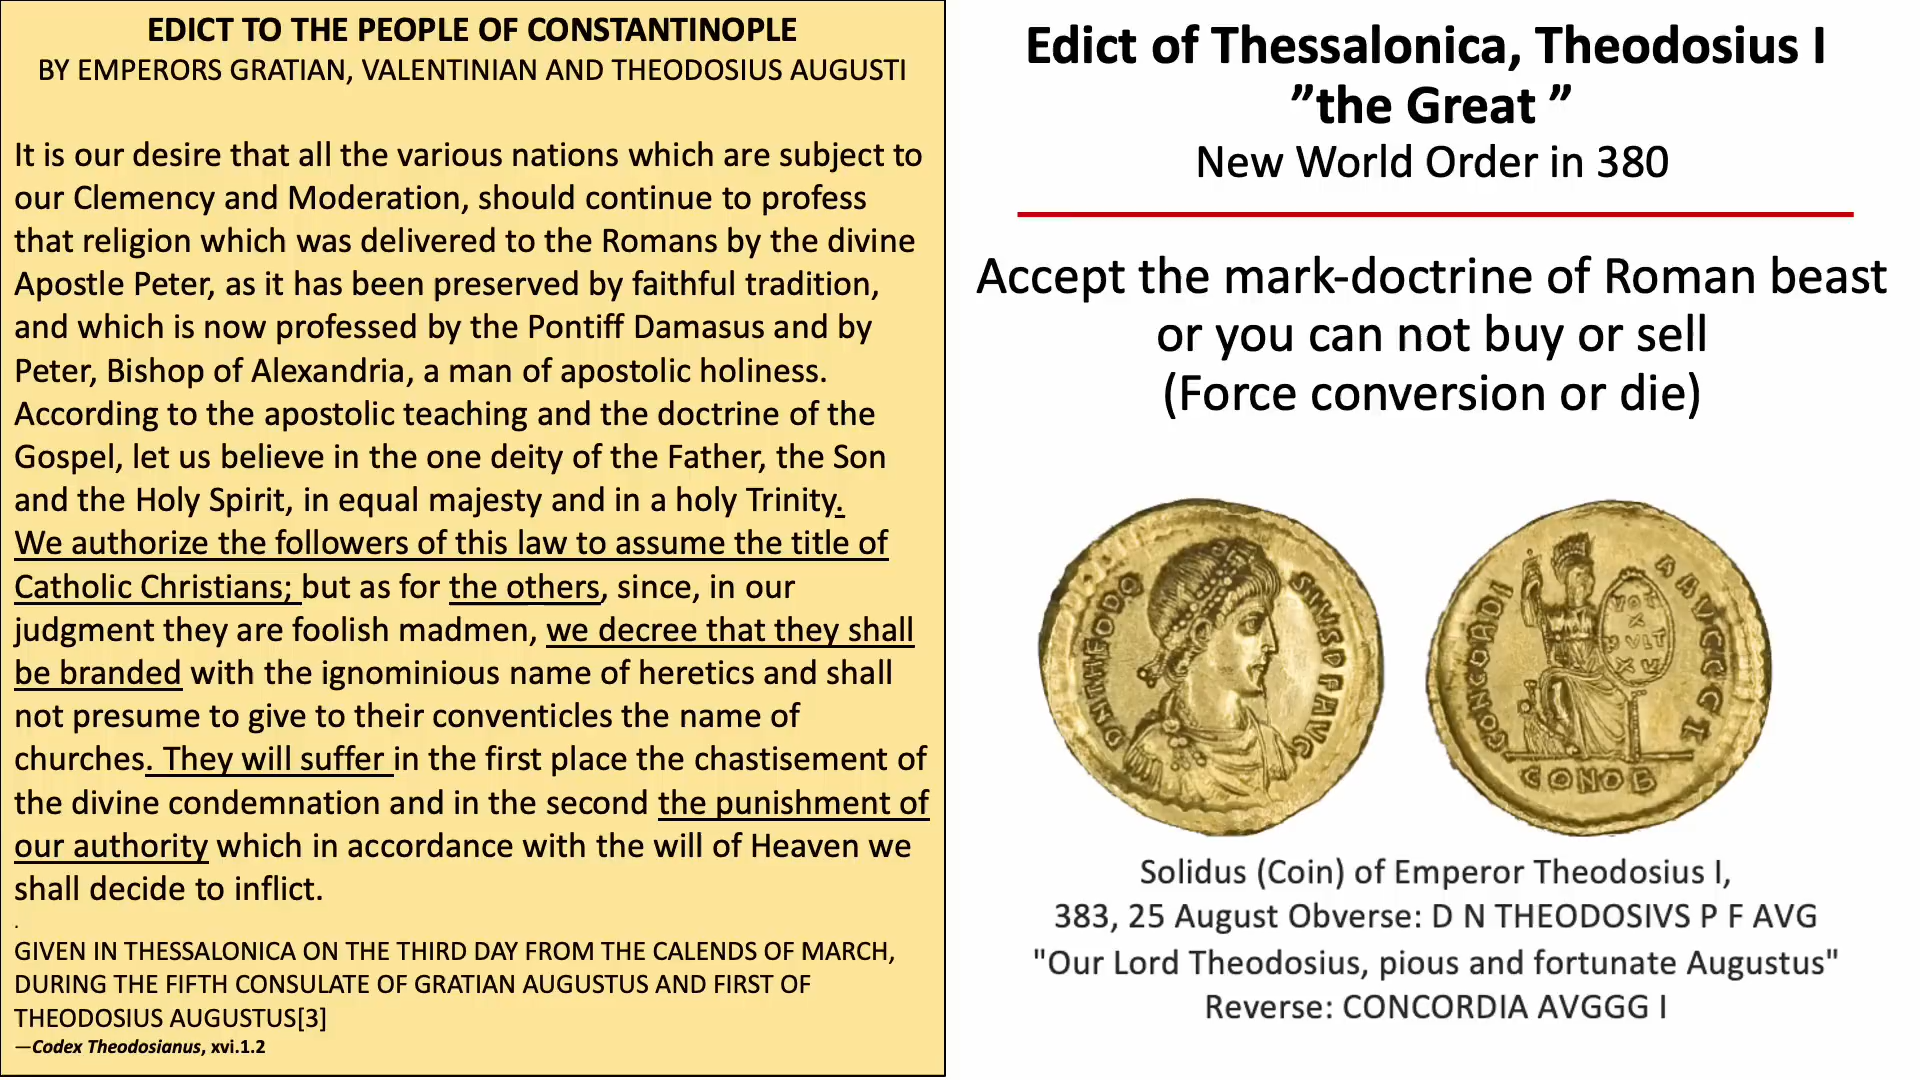 EDICT TO THE PEOPLE OF CONSTANTINOPLE
BY EMPERORS GRATIAN, VALENTINIAN AND THEODOSIUS AUGUSTI
It is our desire that all the various nations which are subject to
our Clemency and Moderation, should continue to profess
that religion which was delivered to the Romans by the divine
Apostle Peter, as it has been preserved by faithful tradition,
and which is now professed by the Pontiff Damasus and by
Peter, Bishop of Alexandria, a man of apostolic holiness.
According to the apostolic teaching and the doctrine of the
Gospel, let us believe in the one deity of the Father, the Son
and the Holy Spirit, in equal majesty and in a holy Trinity.
We authorize the followers of this law to assume the title of
Catholic Christians; but as for the others, since, in our
judgment they are foolish madmen, we decree that they shall
be branded with the ignominious name of heretics and shall
not presume to give to their conventicles the name of
churches. They will suffer in the first place the chastisement of
the divine condemnation and in the second the punishment of
our authority which in accordance with the will of Heaven we
shall decide to inflict.
.
GIVEN IN THESSALONICA ON THE THIRD DAY FROM THE CALENDS OF MARCH,
DURING THE FIFTH CONSULATE OF GRATIAN AUGUSTUS AND FIRST OF
THEODOSIUS AUGUSTUS[3]
—Codex Theodosianus, xvi.1.2
Edict of Thessalonica, Theodosius I
”the Great ”
New World Order in 380
Accept the mark-doctrine of Roman beast
or you can not buy or sell
(Force conversion or die)
DNTHEODO SIVSPFAVG
CONCORDI AAVGGGI
VOT
X
MVLT
XV
CONOB
Solidus (Coin) of Emperor Theodosius I,
383, 25 August Obverse: D N THEODOSIVS P F AVG
"Our Lord Theodosius, pious and fortunate Augustus"
Reverse: CONCORDIA AVGGG I